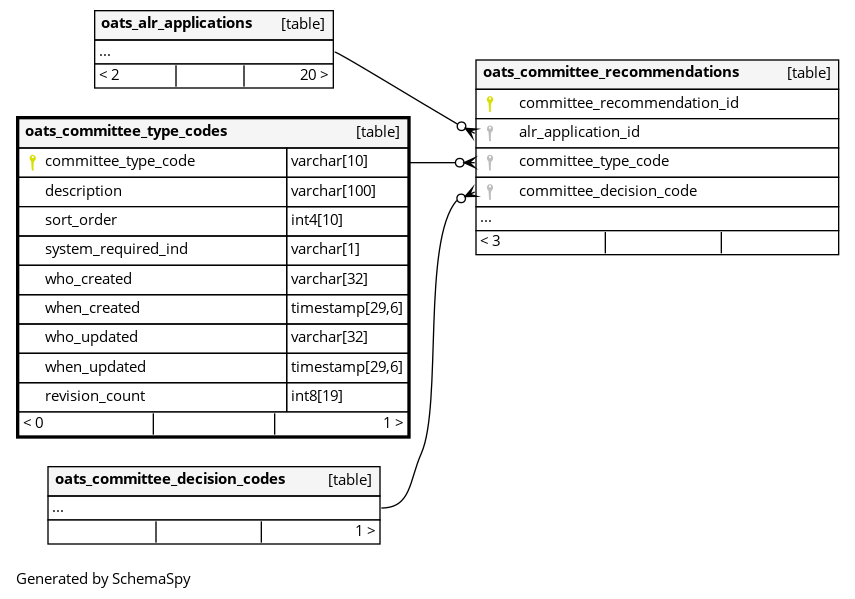 oats_alr_applications [table]
...
< 2 20 >
oats_committee_type_codes [table]
committee_type_code varchar[10]
description varchar[100]
sort_order int4[10]
system_required_ind varchar[1]
who_created varchar[32]
when_created timestamp[29,6]
who_updated varchar[32]
when_updated timestamp[29,6]
revision_count int8[19]
< 0 1 >
oats_committee_decision_codes [table]
...
1 >
oats_committee_recommendations [table]
committee_recommendation_id
alr_application_id
committee_type_code
committee_decision_code
...
< 3
Generated by SchemaSpy